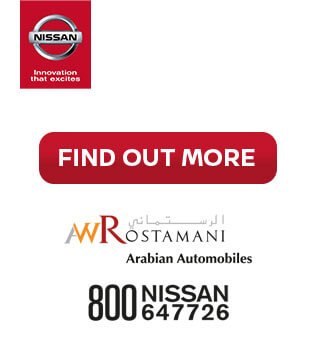 NISSAN
Innovation
that excites
FIND OUT MORE
الرستماني
AWROSTAMANI
Arabian Automobiles
800 NISSAN
647726